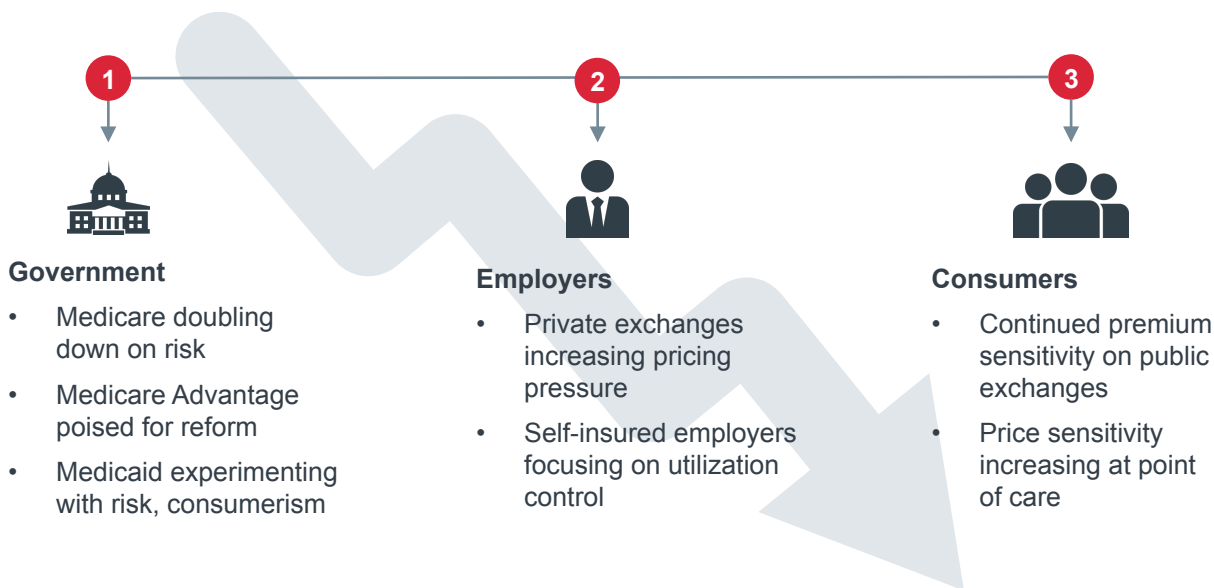 1
2
3
Government
• Medicare doubling
down on risk
• Medicare Advantage
poised for reform
• Medicaid experimenting
with risk, consumerism
Employers
• Private exchanges
increasing pricing
pressure
• Self-insured employers
focusing on utilization
control
Consumers
• Continued premium
sensitivity on public
exchanges
• Price sensitivity
increasing at point
of care